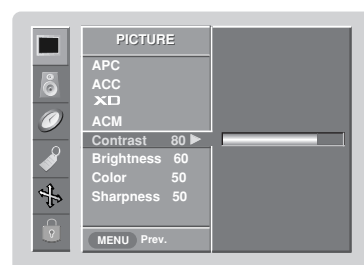 PICTURE
APC
ACC
XD
ACM
Contrast 80 ▶
Brightness 60
Color 50
Sharpness 50
MENU Prev.